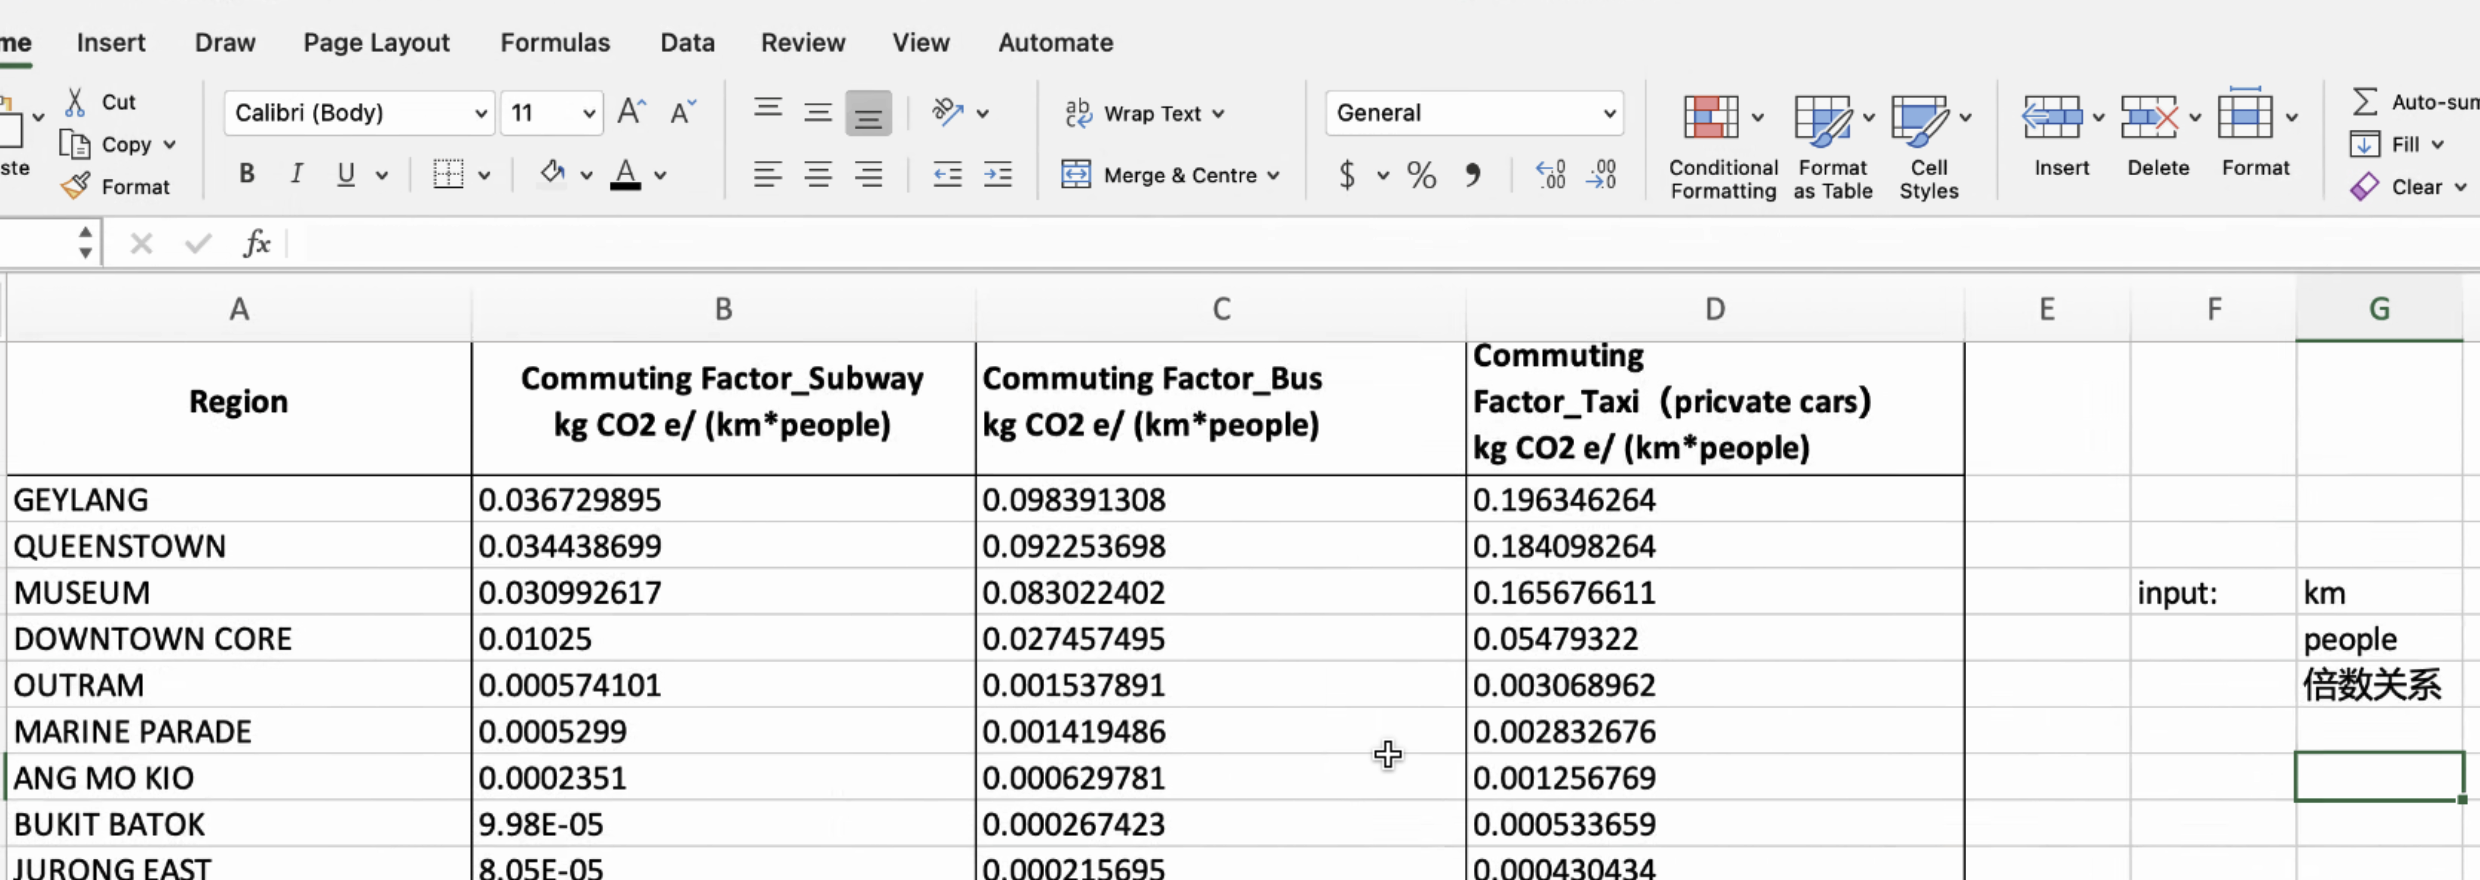 me Insert Draw Page Layout Formulas Data Review View Automate
Cut
Calibri (Body) 11 A A
ab Wrap Text
General
Auto-sum
Copy
ste
Format
B I U A
Merge & Centre
$ % , .00 .00
Conditional Formatting
Format as Table
Cell Styles
Insert Delete Format
Fill
Clear
fx
A B C D E F G
Region
Commuting Factor_Subway
kg CO2 e/ (km*people)
Commuting Factor_Bus
kg CO2 e/ (km*people)
Commuting
Factor_Taxi（pricvate cars）
kg CO2 e/ (km*people)
GEYLANG 0.036729895 0.098391308 0.196346264
QUEENSTOWN 0.034438699 0.092253698 0.184098264
MUSEUM 0.030992617 0.083022402 0.165676611 input: km
DOWNTOWN CORE 0.01025 0.027457495 0.05479322 people
OUTRAM 0.000574101 0.001537891 0.003068962 倍数关系
MARINE PARADE 0.0005299 0.001419486 0.002832676
ANG MO KIO 0.0002351 0.000629781 0.001256769
BUKIT BATOK 9.98E-05 0.000267423 0.000533659
JURONG EAST 8.05E-05 0.000215695 0.000430434